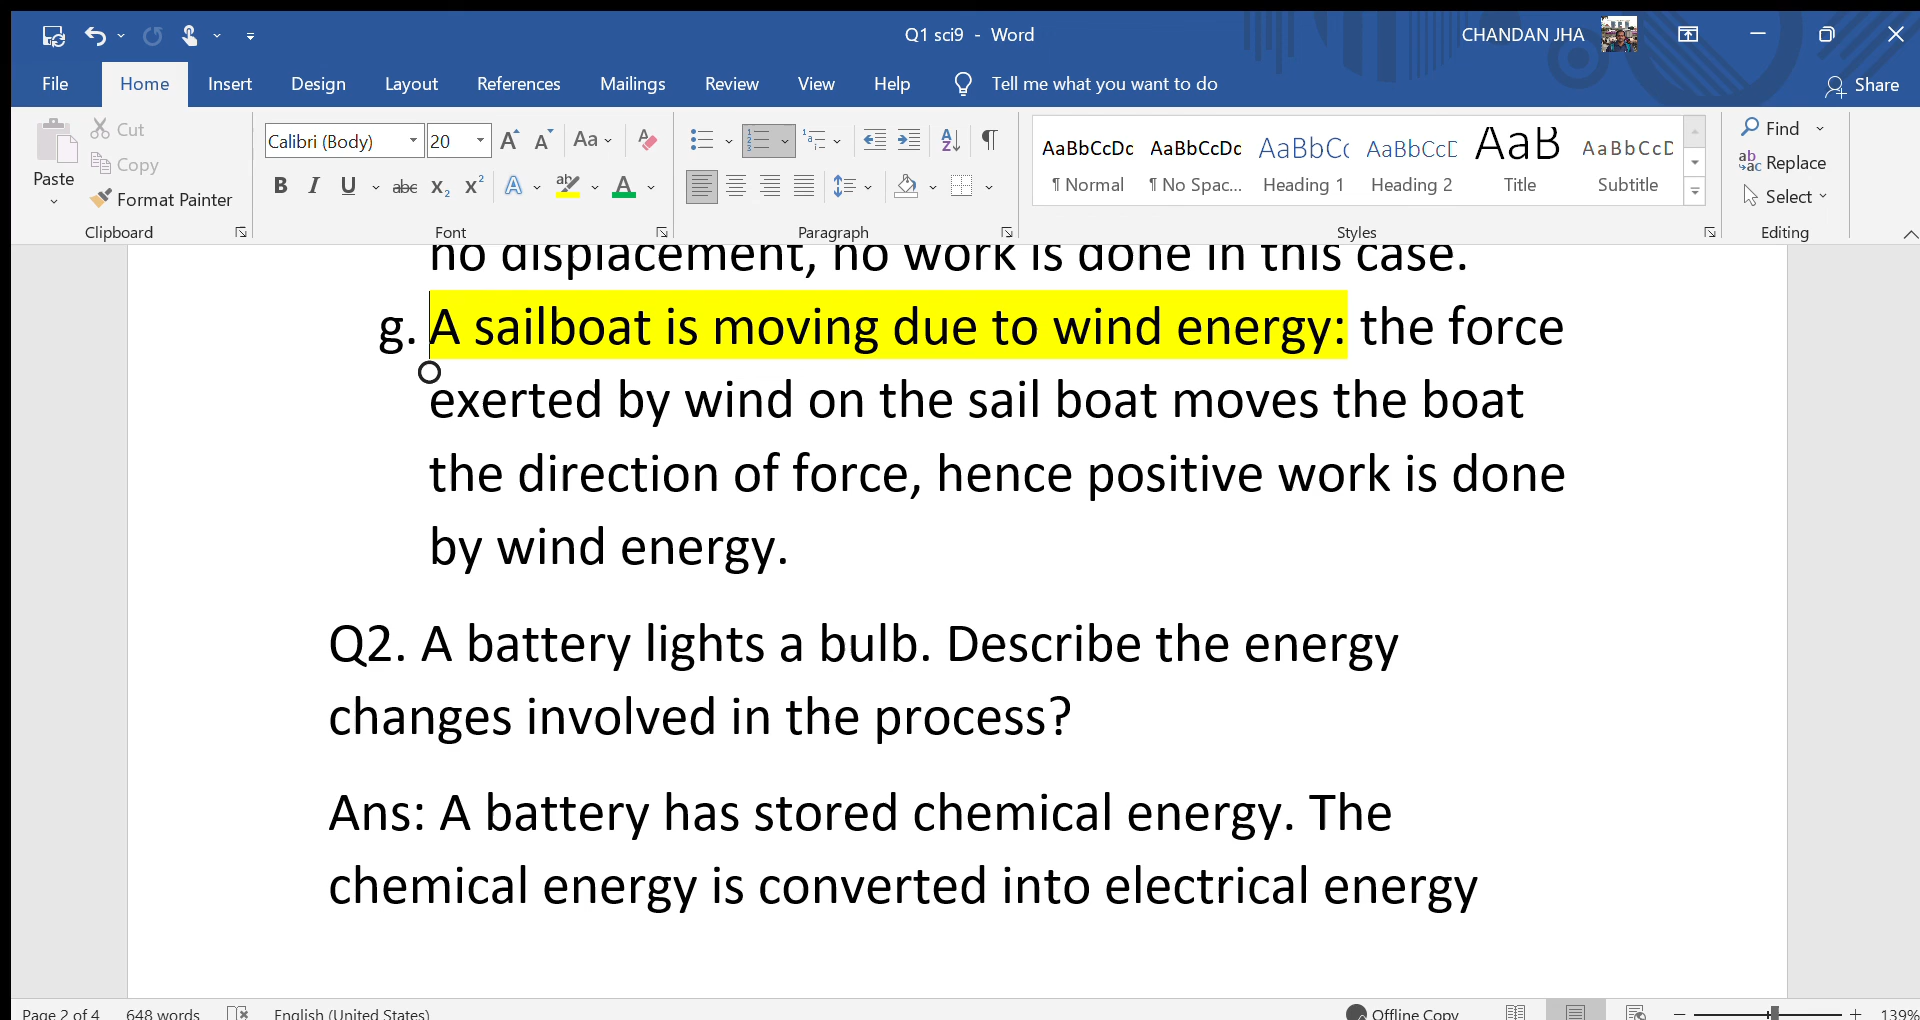 Q1 sci9 - Word
CHANDAN JHA
File Home Insert Design Layout References Mailings Review View Help Tell me what you want to do
Share
Paste
Cut
Copy
Format Painter
Clipboard
Calibri (Body) 20
Font
Paragraph
AaBbCcDc AaBbCcDc AaBbCc AaBbCcD AaB AaBbCcD
¶ Normal ¶ No Spac... Heading 1 Heading 2 Title Subtitle
Styles
Find
Replace
Select
Editing
no displacement, no work is done in this case.
g. A sailboat is moving due to wind energy: the force
exerted by wind on the sail boat moves the boat
the direction of force, hence positive work is done
by wind energy.
Q2. A battery lights a bulb. Describe the energy
changes involved in the process?
Ans: A battery has stored chemical energy. The
chemical energy is converted into electrical energy
Page 2 of 4 648 words English (United States) Offline Copy 139%